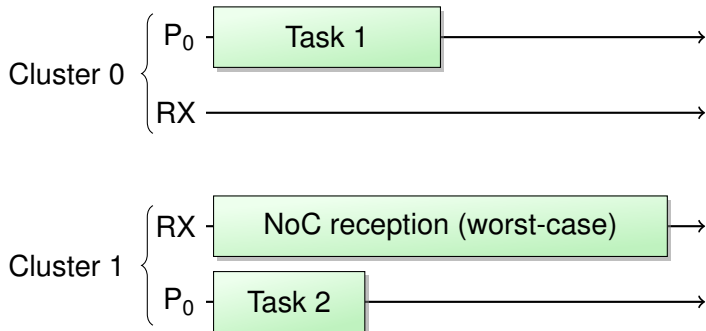 P0 Task 1
Cluster 0
RX
RX NoC reception (worst-case)
Cluster 1
P0 Task 2